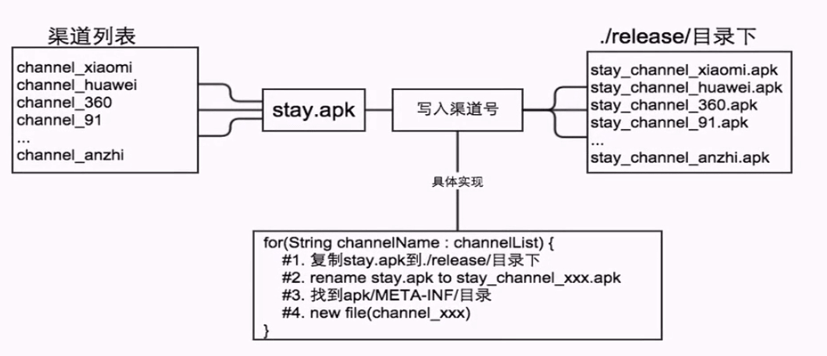 渠道列表
channel_xiaomi
channel_huawei
channel_360
channel_91
...
channel_anzhi
stay.apk
写入渠道号
./release/目录下
stay_channel_xiaomi.apk
stay_channel_huawei.apk
stay_channel_360.apk
stay_channel_91.apk
...
stay_channel_anzhi.apk
具体实现
for(String channelName : channelList) {
#1. 复制stay.apk到./release/目录下
#2. rename stay.apk to stay_channel_xxx.apk
#3. 找到apk/META-INF/目录
#4. new file(channel_xxx)
}